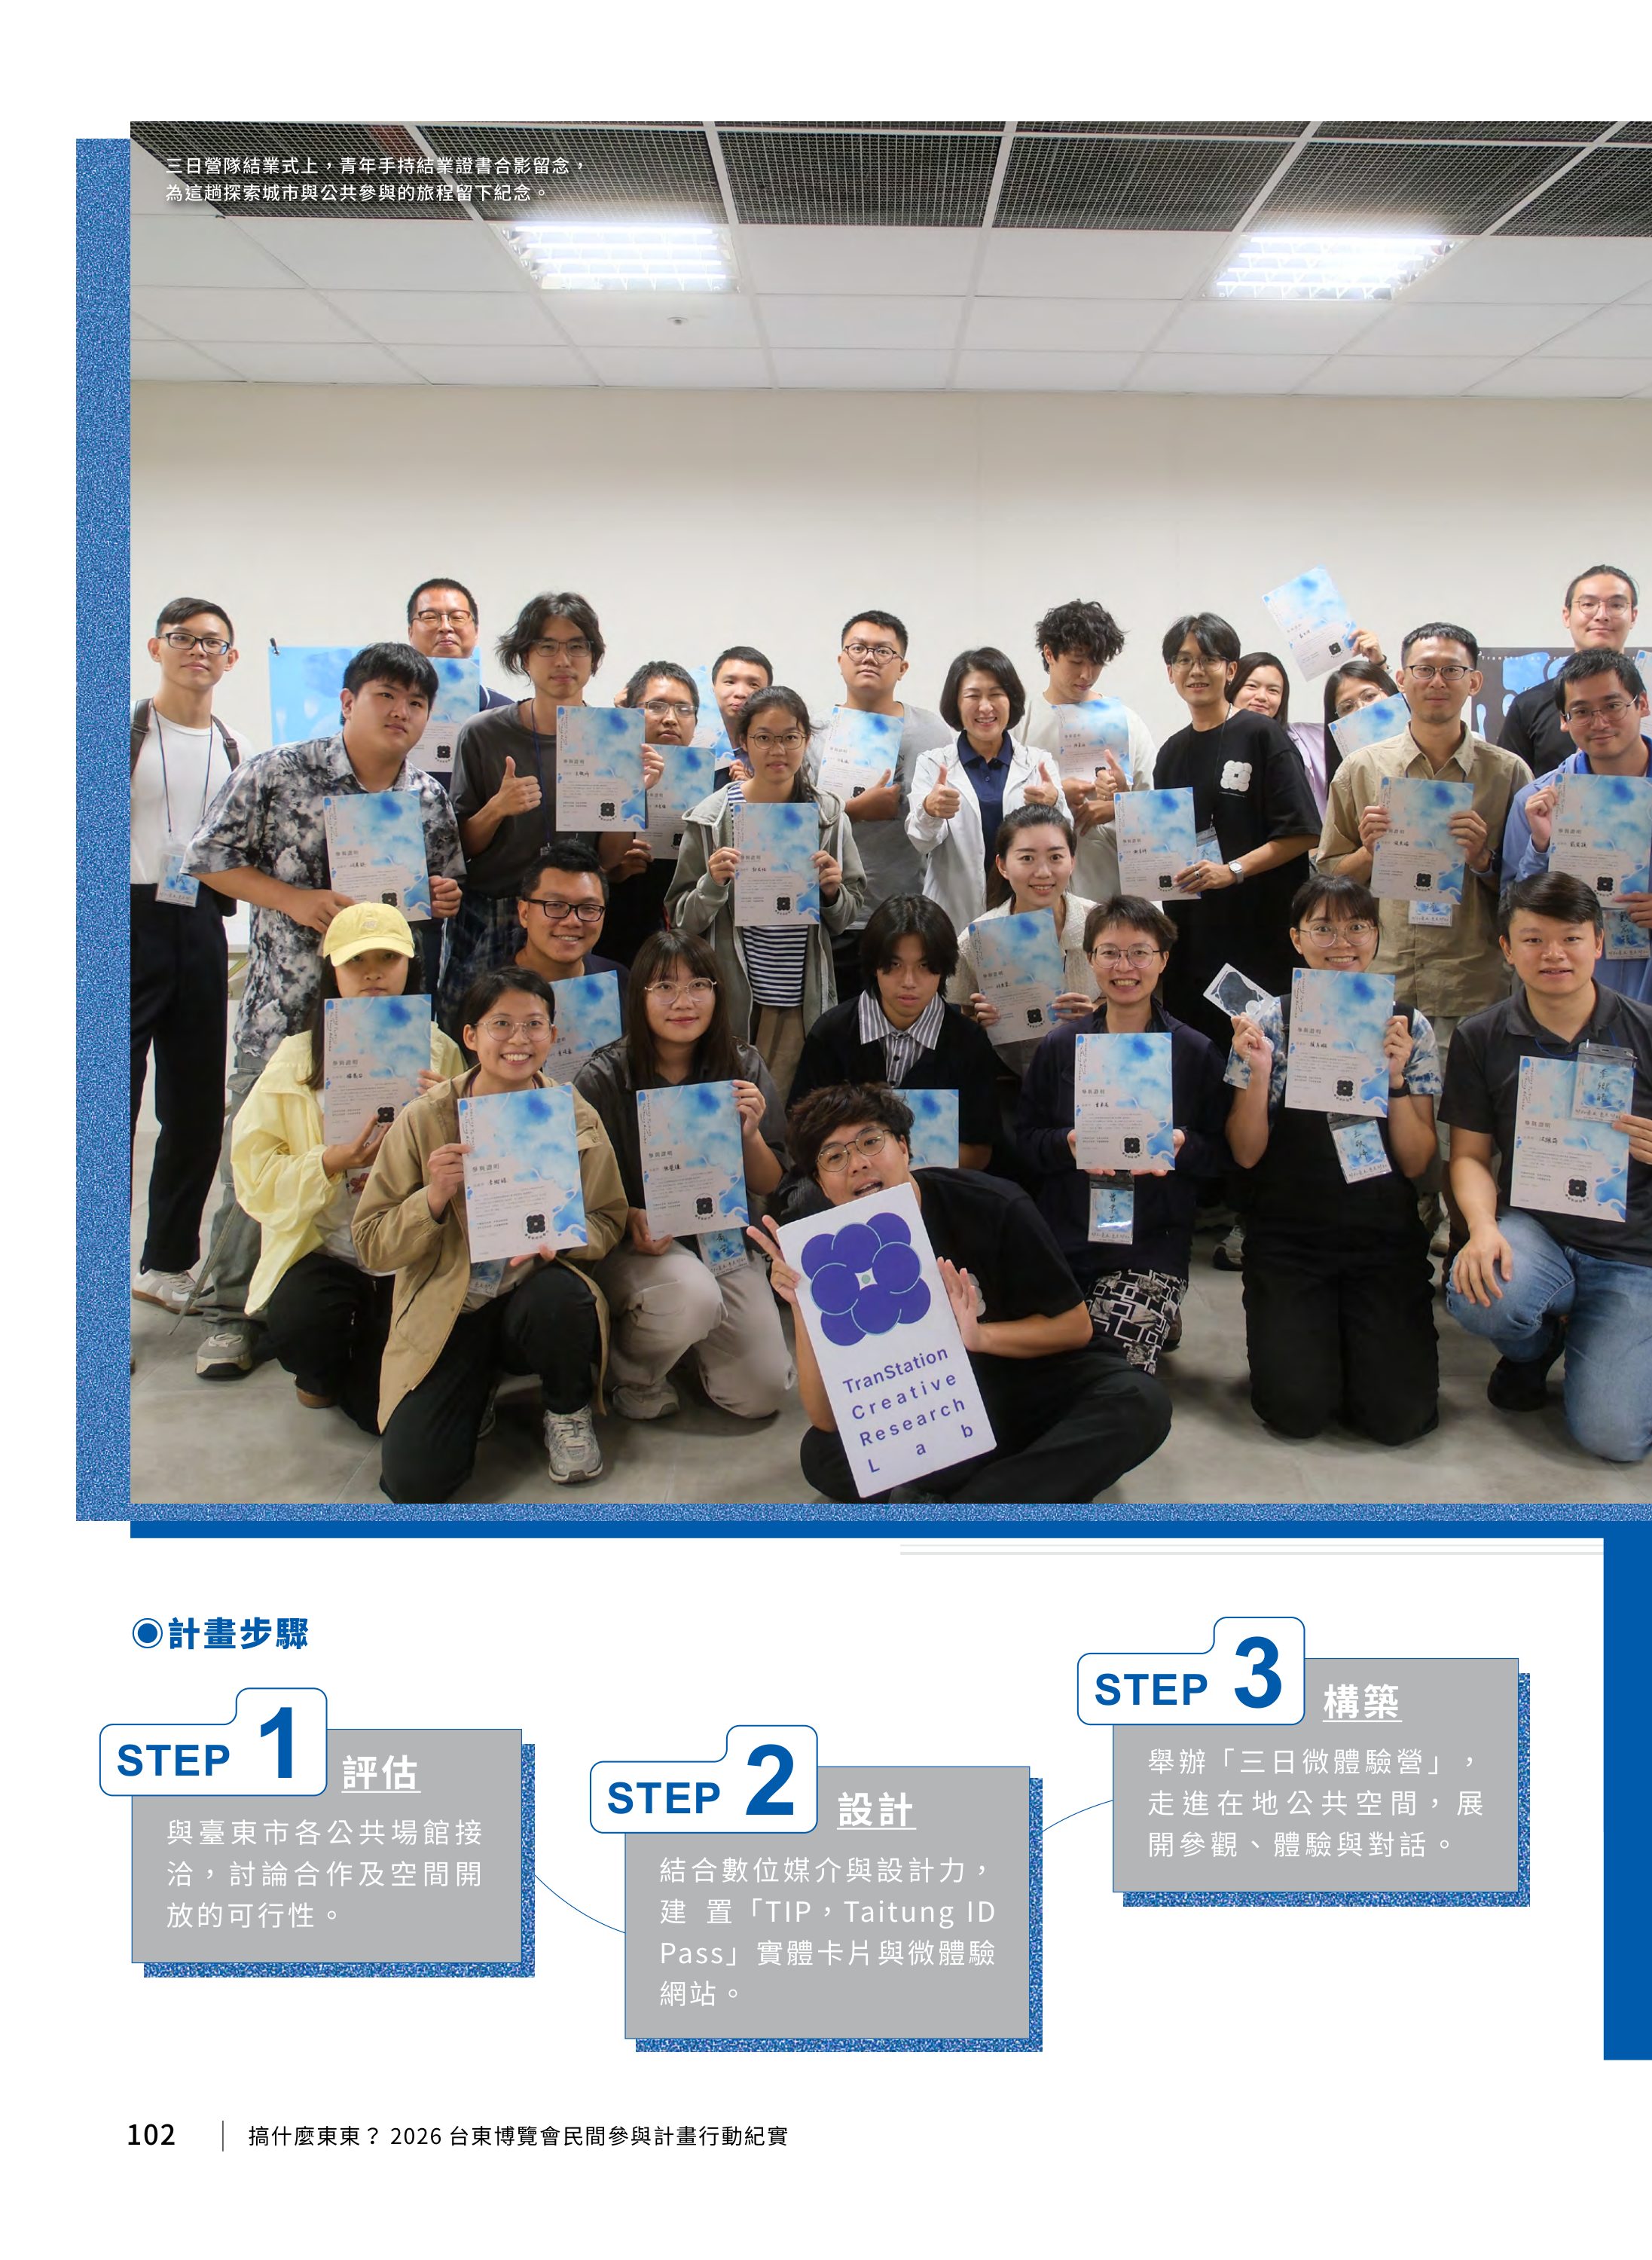 三日營隊結業式上，青年手持結業證書合影留念，
為這趟探索城市與公共參與的旅程留下紀念。
TranStation
Creative
Research
Lab
◉計畫步驟
STEP 1
評估
與臺東市各公共場館接
洽，討論合作及空間開
放的可行性。
STEP 2
設計
結合數位媒介與設計力，
建置「TIP，Taitung ID
Pass」實體卡片與微體驗
網站。
STEP 3
構築
舉辦「三日微體驗營」，
走進在地公共空間，展
開參觀、體驗與對話。
102
搞什麼東東？ 2026 台東博覽會民間參與計畫行動紀實